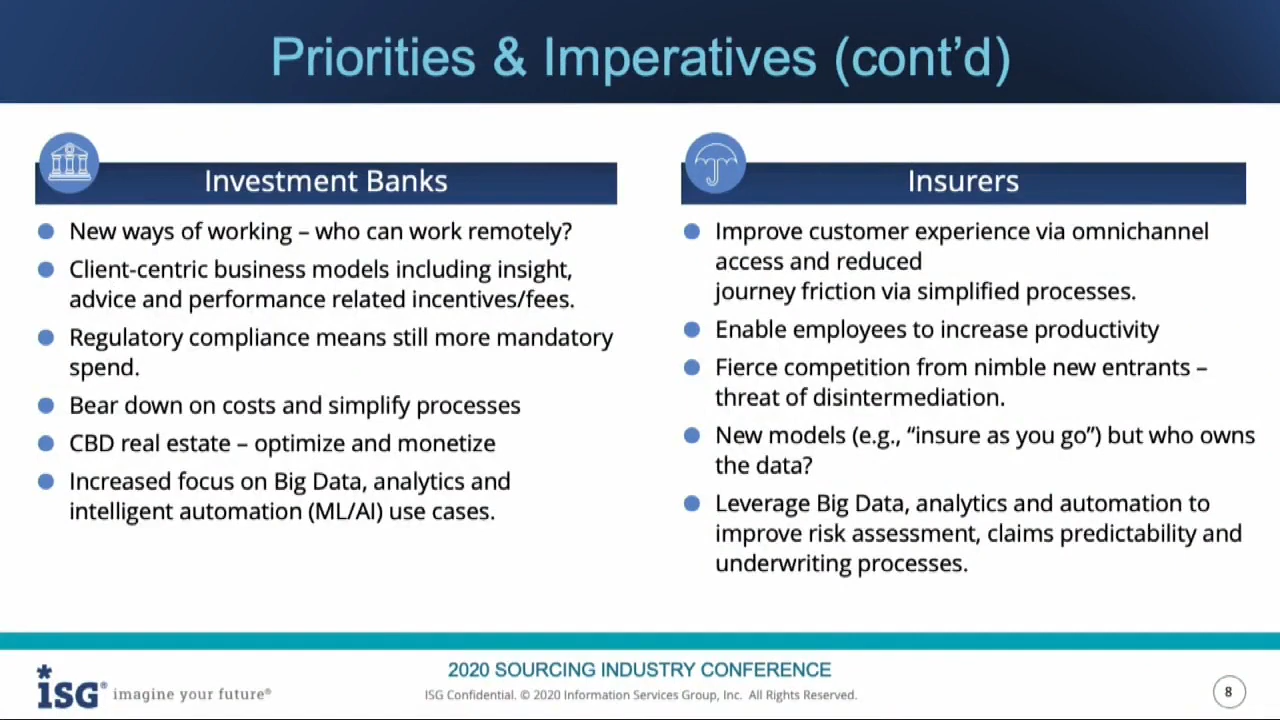 Priorities & Imperatives (cont’d)
Investment Banks
New ways of working – who can work remotely?
Client-centric business models including insight,
advice and performance related incentives/fees.
Regulatory compliance means still more mandatory
spend.
Bear down on costs and simplify processes
CBD real estate – optimize and monetize
Increased focus on Big Data, analytics and
intelligent automation (ML/AI) use cases.
Insurers
Improve customer experience via omnichannel
access and reduced
journey friction via simplified processes.
Enable employees to increase productivity
Fierce competition from nimble new entrants –
threat of disintermediation.
New models (e.g., “insure as you go”) but who owns
the data?
Leverage Big Data, analytics and automation to
improve risk assessment, claims predictability and
underwriting processes.
ISG® imagine your future®
2020 SOURCING INDUSTRY CONFERENCE
ISG Confidential. © 2020 Information Services Group, Inc. All Rights Reserved.
8